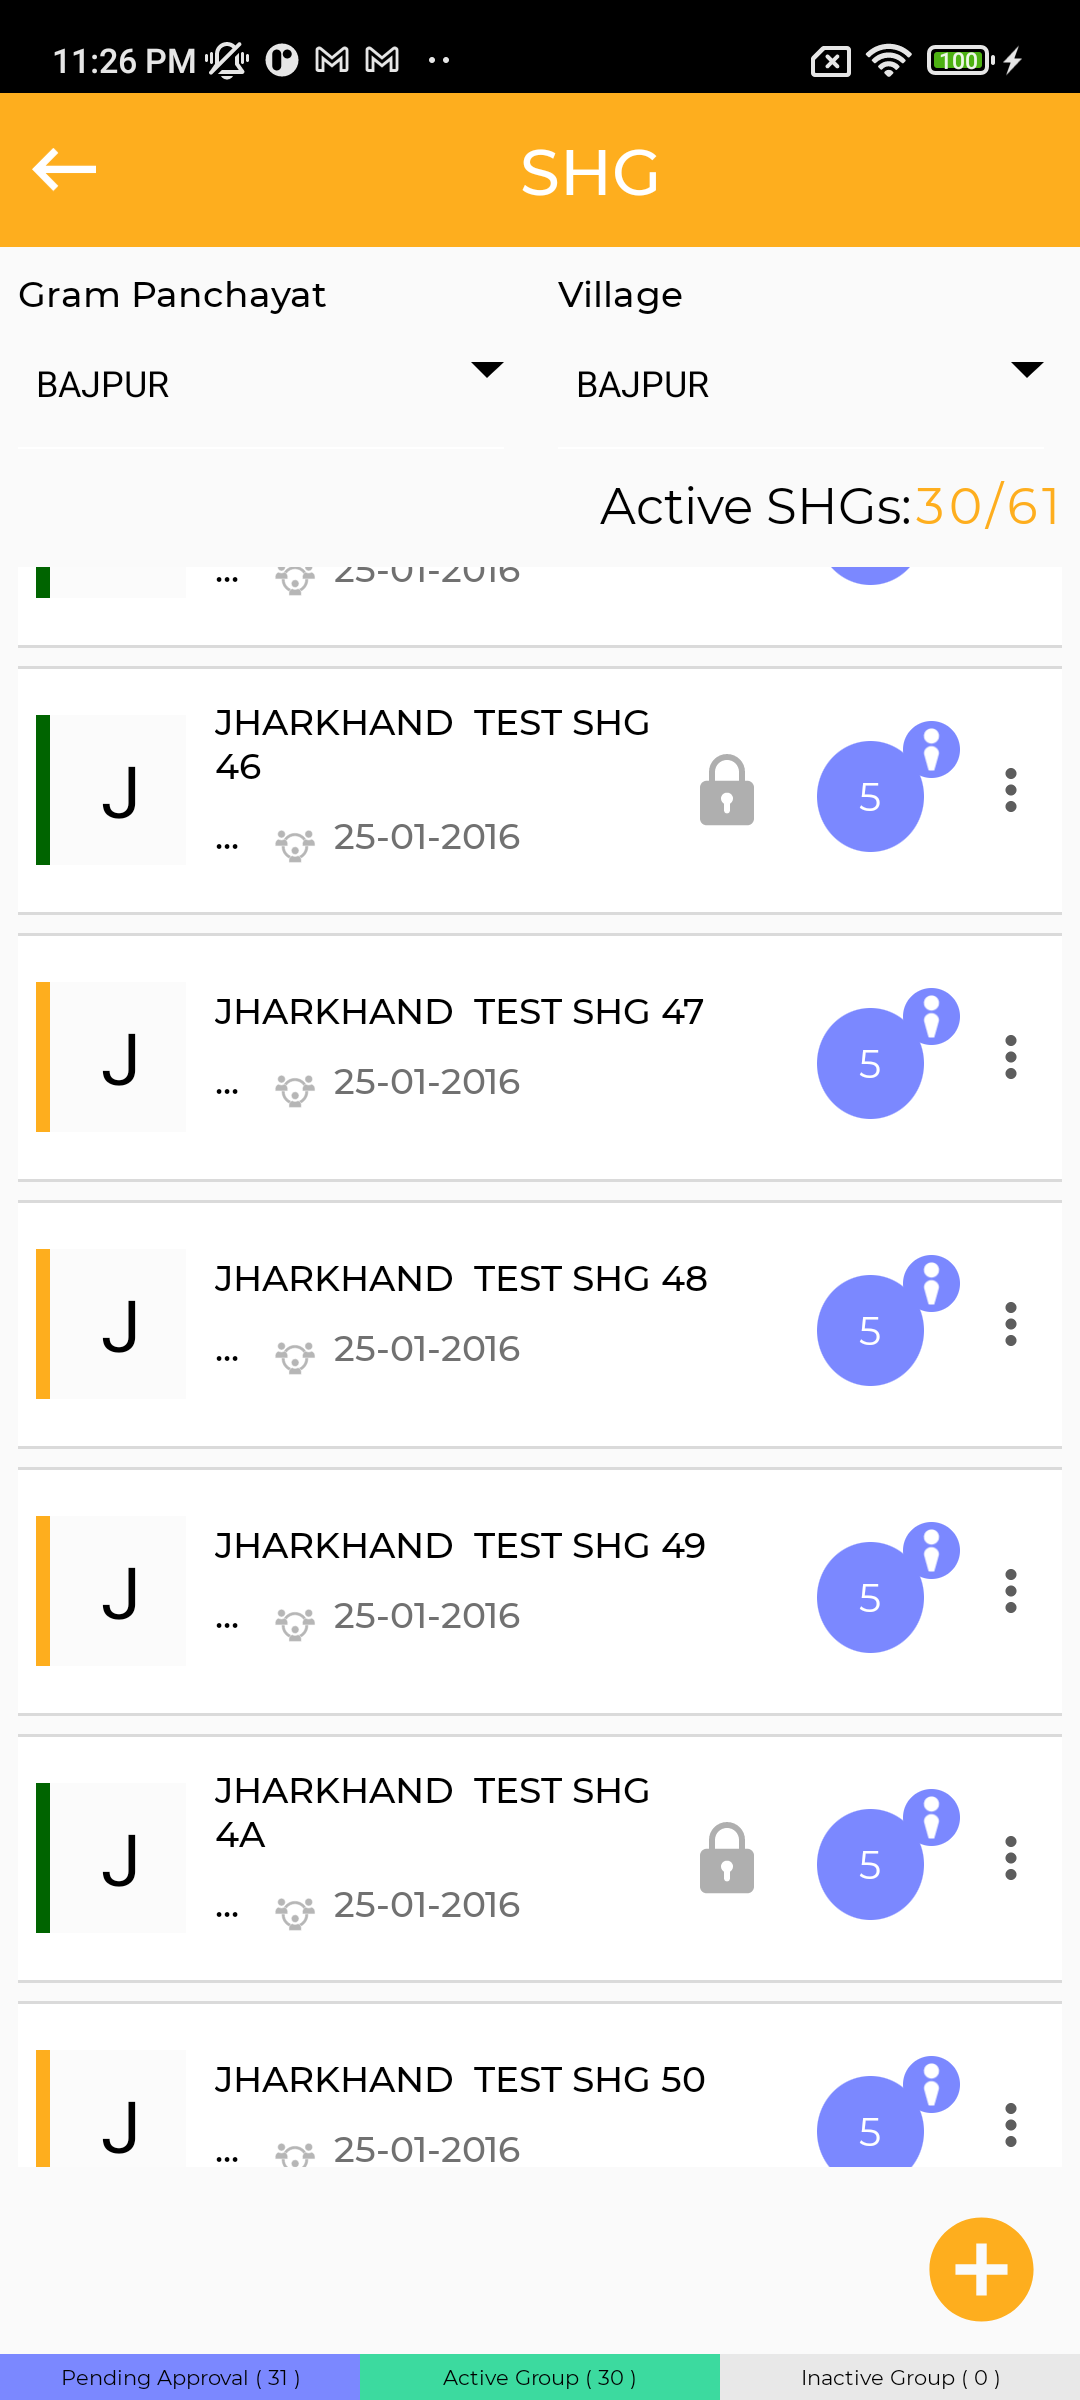 11:26 PM
100
SHG
Gram Panchayat
Village
BAJPUR
BAJPUR
Active SHGs:30/61
... 25-01-2016
JHARKHAND TEST SHG
46
J
5
... 25-01-2016
JHARKHAND TEST SHG 47
J
5
... 25-01-2016
JHARKHAND TEST SHG 48
J
5
... 25-01-2016
JHARKHAND TEST SHG 49
J
5
... 25-01-2016
JHARKHAND TEST SHG
4A
J
5
... 25-01-2016
JHARKHAND TEST SHG 50
J
5
... 25-01-2016
Pending Approval ( 31 )
Active Group ( 30 )
Inactive Group ( 0 )